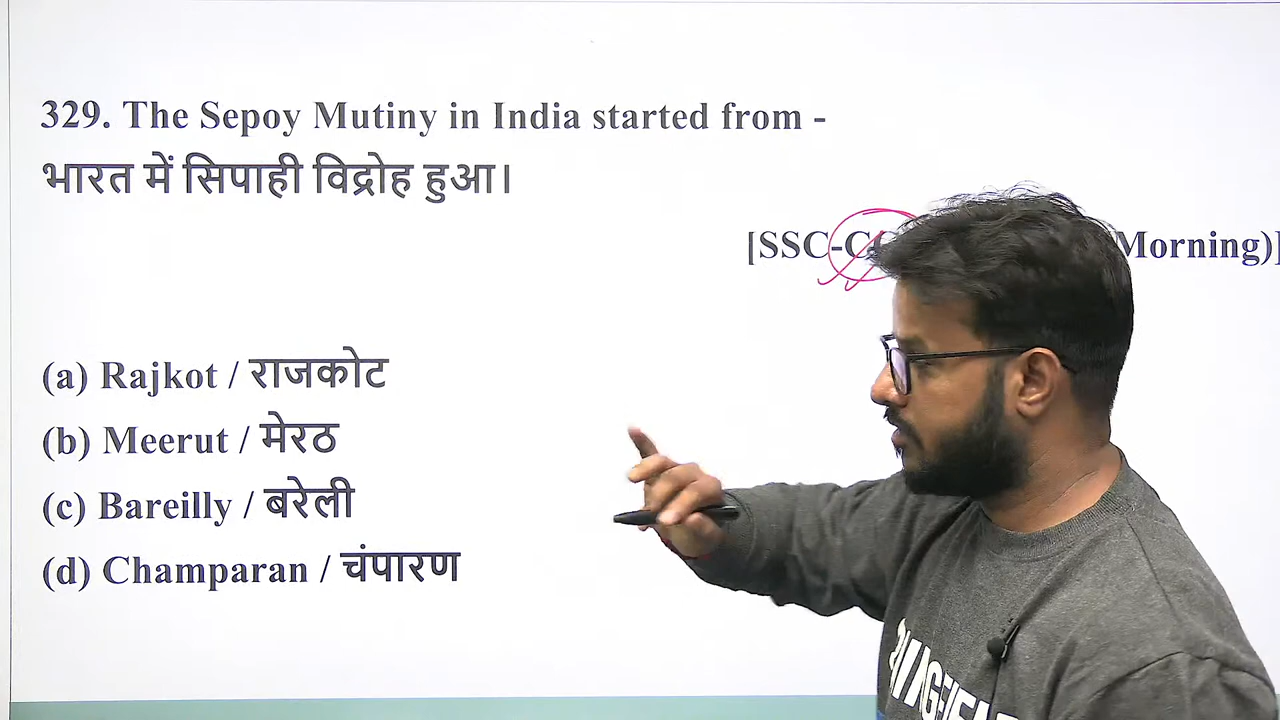 329. The Sepoy Mutiny in India started from -
भारत में सिपाही विद्रोह हुआ।
[SSC- Morning)]
(a) Rajkot / राजकोट
(b) Meerut / मेरठ
(c) Bareilly / बरेली
(d) Champaran / चंपारण